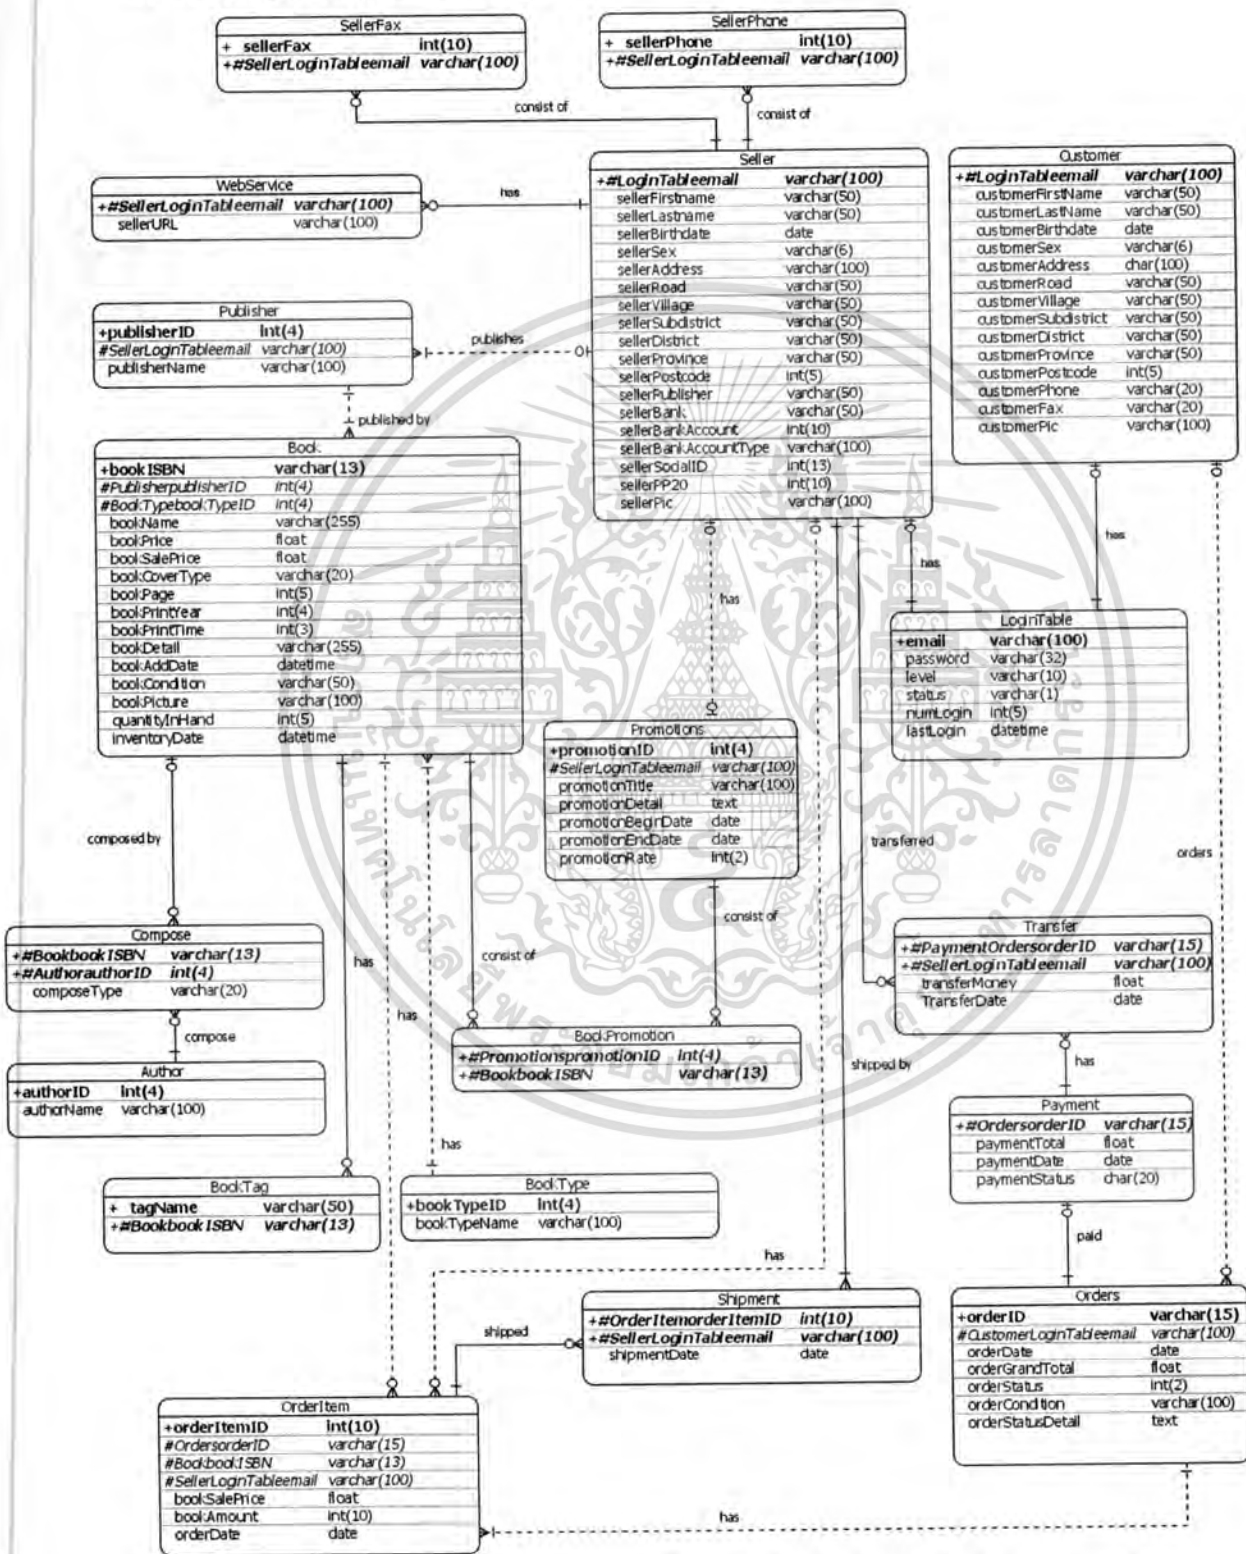 SellerFax
+ sellerFax int(10)
+#SellerLoginTableemail varchar(100)
SellerPhone
+ sellerPhone int(10)
+#SellerLoginTableemail varchar(100)
consist of
consist of
WebService
+#SellerLoginTableemail varchar(100)
sellerURL varchar(100)
has
Seller
+#LoginTableemail varchar(100)
sellerFirstname varchar(50)
sellerLastname varchar(50)
sellerBirthdate date
sellerSex varchar(6)
sellerAddress varchar(100)
sellerRoad varchar(50)
sellerVillage varchar(50)
sellerSubdistrict varchar(50)
sellerDistrict varchar(50)
sellerProvince varchar(50)
sellerPostcode int(5)
sellerPublisher varchar(50)
sellerBank varchar(50)
sellerBankAccount int(10)
sellerBankAccountType varchar(100)
sellerSocialID int(13)
sellerPP20 int(10)
sellerPic varchar(100)
Customer
+#LoginTableemail varchar(100)
customerFirstName varchar(50)
customerLastName varchar(50)
customerBirthdate date
customerSex varchar(6)
customerAddress char(100)
customerRoad varchar(50)
customerVillage varchar(50)
customerSubdistrict varchar(50)
customerDistrict varchar(50)
customerProvince varchar(50)
customerPostcode int(5)
customerPhone varchar(20)
customerFax varchar(20)
customerPic varchar(100)
Publisher
+publisherID int(4)
#SellerLoginTableemail varchar(100)
publisherName varchar(100)
publishes
published by
Book
+bookISBN varchar(13)
#PublisherpublisherID int(4)
#BookTypebookTypeID int(4)
bookName varchar(255)
bookPrice float
bookSalePrice float
bookCoverType varchar(20)
bookPage int(5)
bookPrintYear int(4)
bookPrintTime int(3)
bookDetail varchar(255)
bookAddDate datetime
bookCondition varchar(50)
bookPicture varchar(100)
quantityInHand int(5)
inventoryDate datetime
has
has
has
LoginTable
+email varchar(100)
password varchar(32)
level varchar(10)
status varchar(1)
numLogin int(5)
lastLogin datetime
Promotions
+promotionID int(4)
#SellerLoginTableemail varchar(100)
promotionTitle varchar(100)
promotionDetail text
promotionBeginDate date
promotionEndDate date
promotionRate int(2)
composed by
transferred
orders
consist of
consist of
has
has
Compose
+#BookbookISBN varchar(13)
+#AuthorauthorID int(4)
composeType varchar(20)
compose
Author
+authorID int(4)
authorName varchar(100)
Transfer
+#PaymentOrdersorderID varchar(15)
+#SellerLoginTableemail varchar(100)
transferMoney float
TransferDate date
has
BookPromotion
+#PromotionspromotionID int(4)
+#BookbookISBN varchar(13)
shipped by
Payment
+#OrdersorderID varchar(15)
paymentTotal float
paymentDate date
paymentStatus char(20)
paid
has
BookTag
+ tagName varchar(50)
+#BookbookISBN varchar(13)
BookType
+bookTypeID int(4)
bookTypeName varchar(100)
has
Shipment
+#OrderItemorderItemID int(10)
+#SellerLoginTableemail varchar(100)
shipmentDate date
shipped
Orders
+orderID varchar(15)
#CustomerLoginTableemail varchar(100)
orderDate date
orderGrandTotal float
orderStatus int(2)
orderCondition varchar(100)
orderStatusDetail text
OrderItem
+orderItemID int(10)
#OrdersorderID varchar(15)
#BookbookISBN varchar(13)
#SellerLoginTableemail varchar(100)
bookSalePrice float
bookAmount int(10)
orderDate date
has